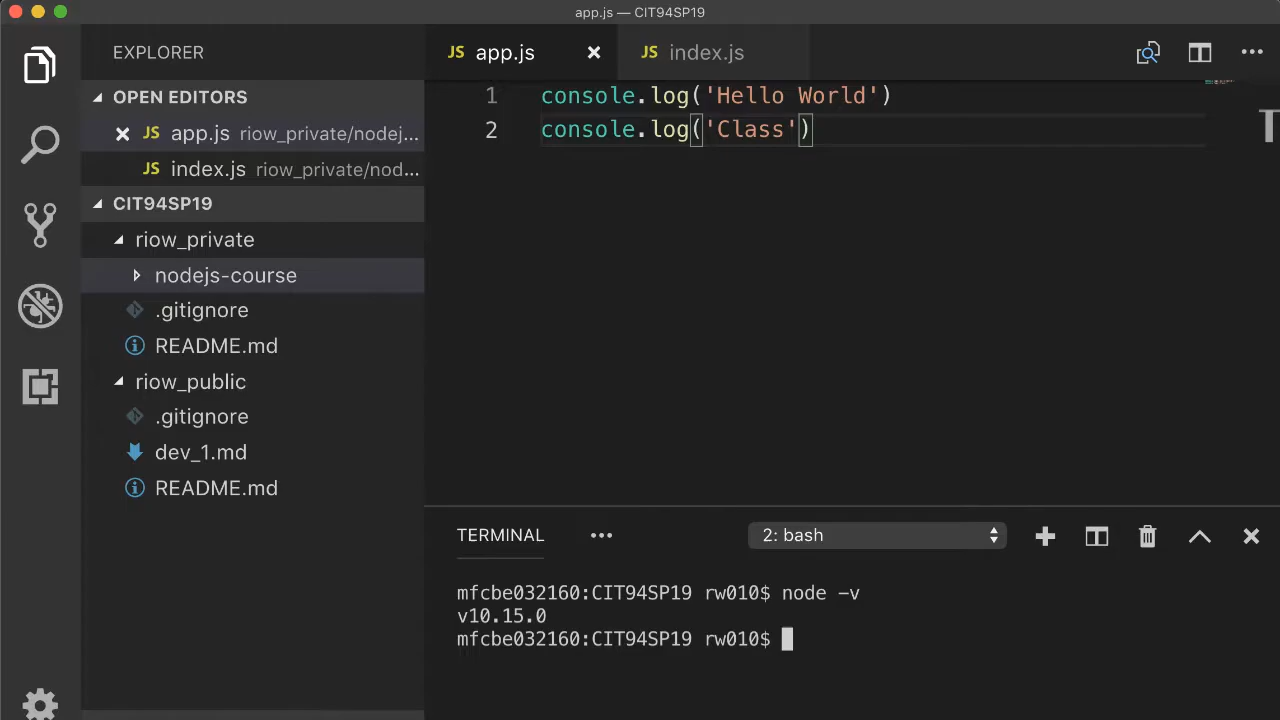 app.js — CIT94SP19
EXPLORER
OPEN EDITORS
JS app.js riow_private/nodej...
JS index.js riow_private/nod...
CIT94SP19
riow_private
nodejs-course
.gitignore
README.md
riow_public
.gitignore
dev_1.md
README.md
JS app.js
JS index.js
1 console.log('Hello World')
2 console.log('Class')
TERMINAL
2: bash
mfcbe032160:CIT94SP19 rw010$ node -v
v10.15.0
mfcbe032160:CIT94SP19 rw010$